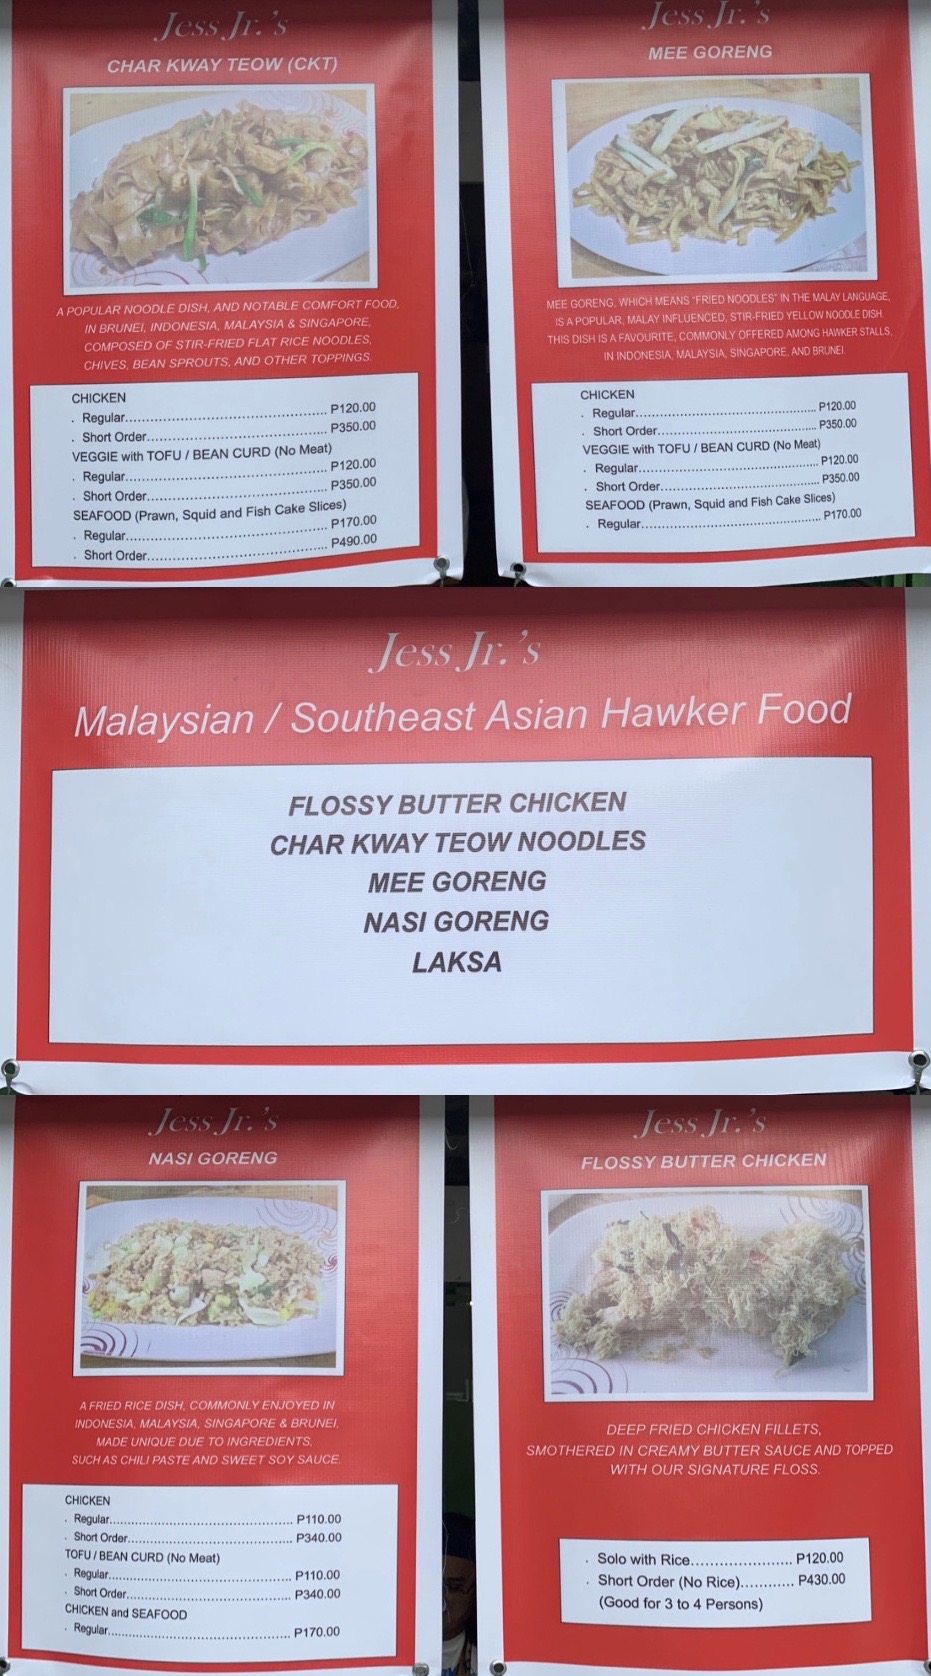 Jess Jr.'s
CHAR KWAY TEOW (CKT)
A POPULAR NOODLE DISH, AND NOTABLE COMFORT FOOD,
IN BRUNEI, INDONESIA, MALAYSIA & SINGAPORE,
COMPOSED OF STIR-FRIED FLAT RICE NOODLES,
CHIVES, BEAN SPROUTS, AND OTHER TOPPINGS.
CHICKEN
. Regular.................................................. P120.00
. Short Order............................................ P350.00
VEGGIE with TOFU / BEAN CURD (No Meat)
. Regular.................................................. P120.00
. Short Order............................................ P350.00
SEAFOOD (Prawn, Squid and Fish Cake Slices)
. Regular.................................................. P170.00
. Short Order............................................ P490.00
Jess Jr.'s
MEE GORENG
MEE GORENG, WHICH MEANS "FRIED NOODLES" IN THE MALAY LANGUAGE,
IS A POPULAR, MALAY INFLUENCED, STIR-FRIED YELLOW NOODLE DISH.
THIS DISH IS A FAVOURITE, COMMONLY OFFERED AMONG HAWKER STALLS,
IN INDONESIA, MALAYSIA, SINGAPORE, AND BRUNEI.
CHICKEN
. Regular.................................................. P120.00
. Short Order............................................ P350.00
VEGGIE with TOFU / BEAN CURD (No Meat)
. Regular.................................................. P120.00
. Short Order............................................ P350.00
SEAFOOD (Prawn, Squid and Fish Cake Slices)
. Regular.................................................. P170.00
Jess Jr.'s
Malaysian / Southeast Asian Hawker Food
FLOSSY BUTTER CHICKEN
CHAR KWAY TEOW NOODLES
MEE GORENG
NASI GORENG
LAKSA
Jess Jr.'s
NASI GORENG
A FRIED RICE DISH, COMMONLY ENJOYED IN
INDONESIA, MALAYSIA, SINGAPORE & BRUNEI,
MADE UNIQUE DUE TO INGREDIENTS,
SUCH AS CHILI PASTE AND SWEET SOY SAUCE.
CHICKEN
. Regular.................................................. P110.00
. Short Order............................................ P340.00
TOFU / BEAN CURD (No Meat)
. Regular.................................................. P110.00
. Short Order............................................ P340.00
CHICKEN and SEAFOOD
. Regular.................................................. P170.00
Jess Jr.'s
FLOSSY BUTTER CHICKEN
DEEP FRIED CHICKEN FILLETS,
SMOTHERED IN CREAMY BUTTER SAUCE AND TOPPED
WITH OUR SIGNATURE FLOSS.
. Solo with Rice...................... P120.00
. Short Order (No Rice)............ P430.00
(Good for 3 to 4 Persons)